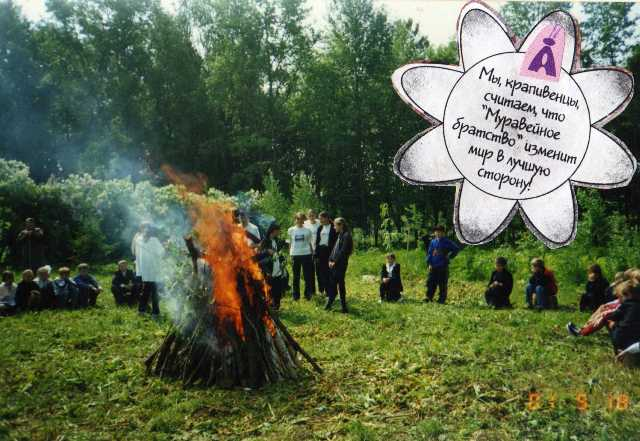 А
Мы, крапивенцы,
считаем, что
"Муравейное
братство" изменит
мир в лучшую
сторону!